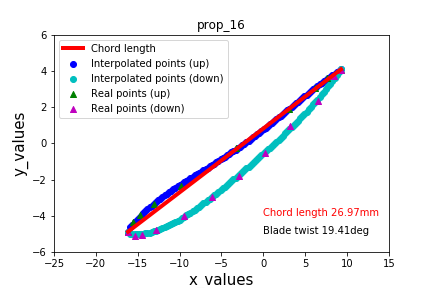 prop_16
Chord length
Interpolated points (up)
Interpolated points (down)
Real points (up)
Real points (down)
6
4
2
0
−2
−4
−6
y_values
Chord length 26.97mm
Blade twist 19.41deg
−25 −20 −15 −10 −5 0 5 10 15
x_values